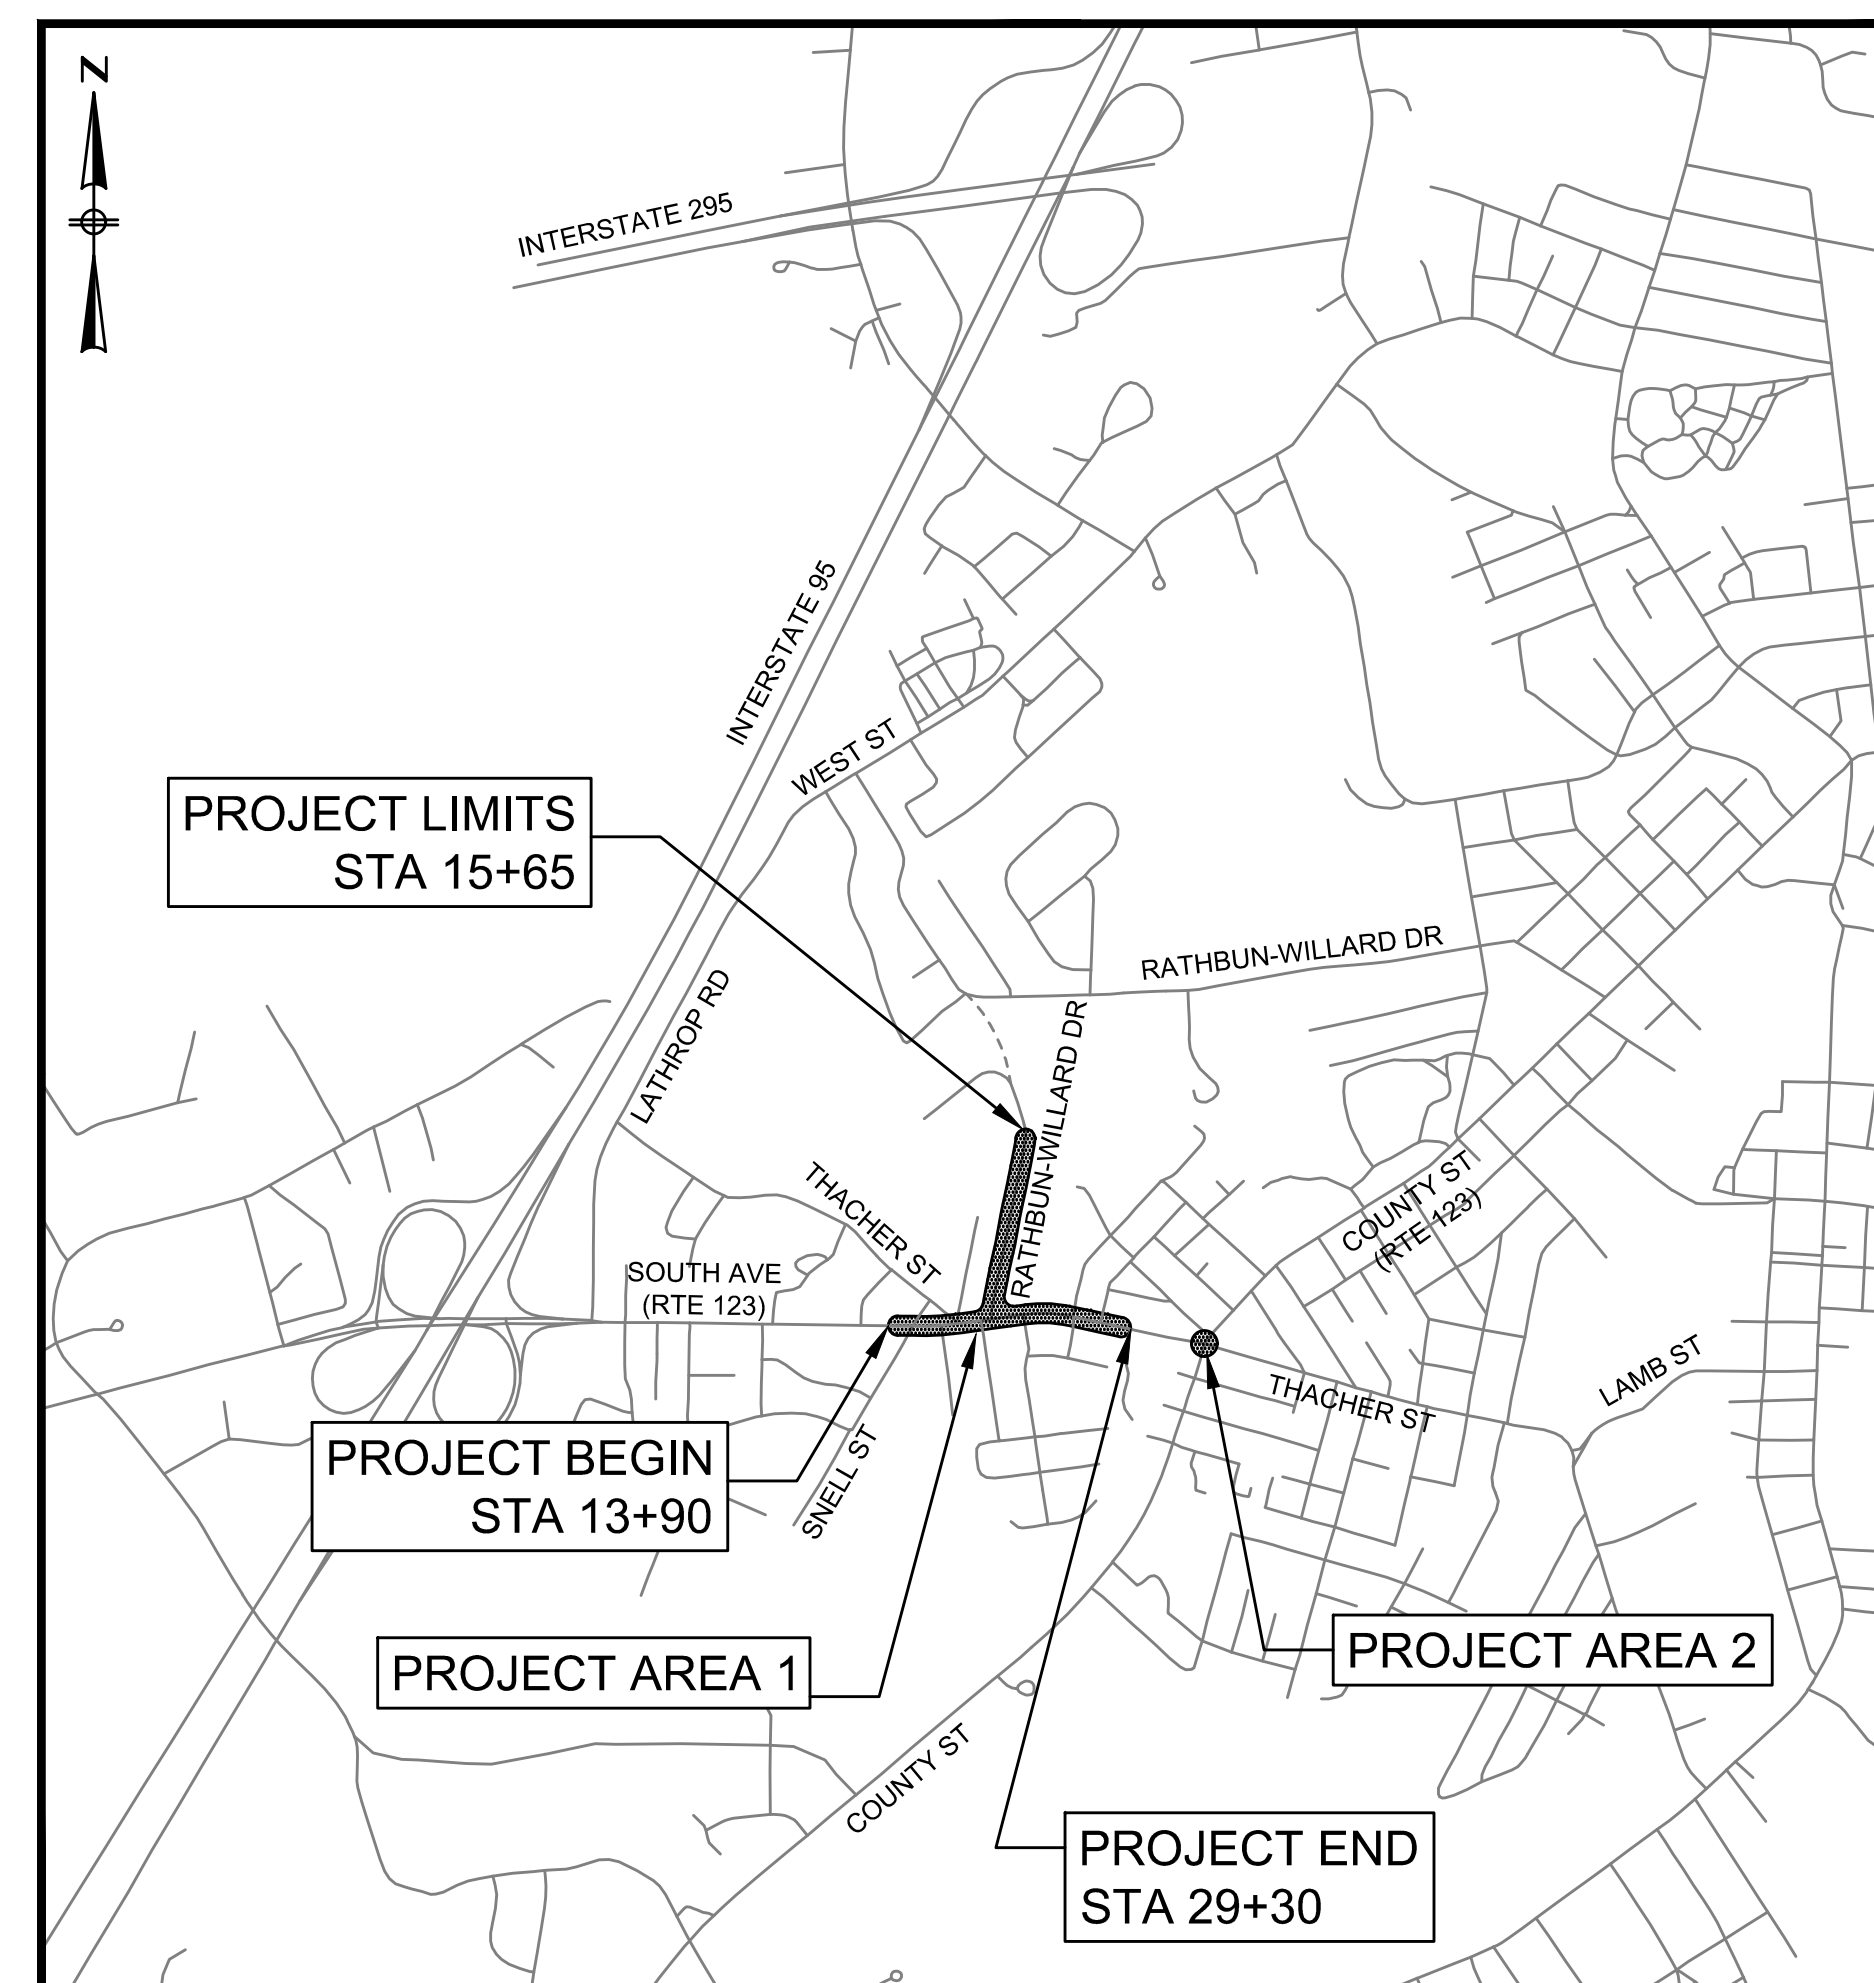 N
INTERSTATE 295
INTERSTATE 95
WEST ST
PROJECT LIMITS
STA 15+65
RATHBUN-WILLARD DR
LATHROP RD
RATHBUN-WILLARD DR
THACHER ST
COUNTY ST
(RTE 123)
SOUTH AVE
(RTE 123)
LAMB ST
THACHER ST
PROJECT BEGIN
STA 13+90
SNELL ST
PROJECT AREA 1
PROJECT AREA 2
COUNTY ST
PROJECT END
STA 29+30